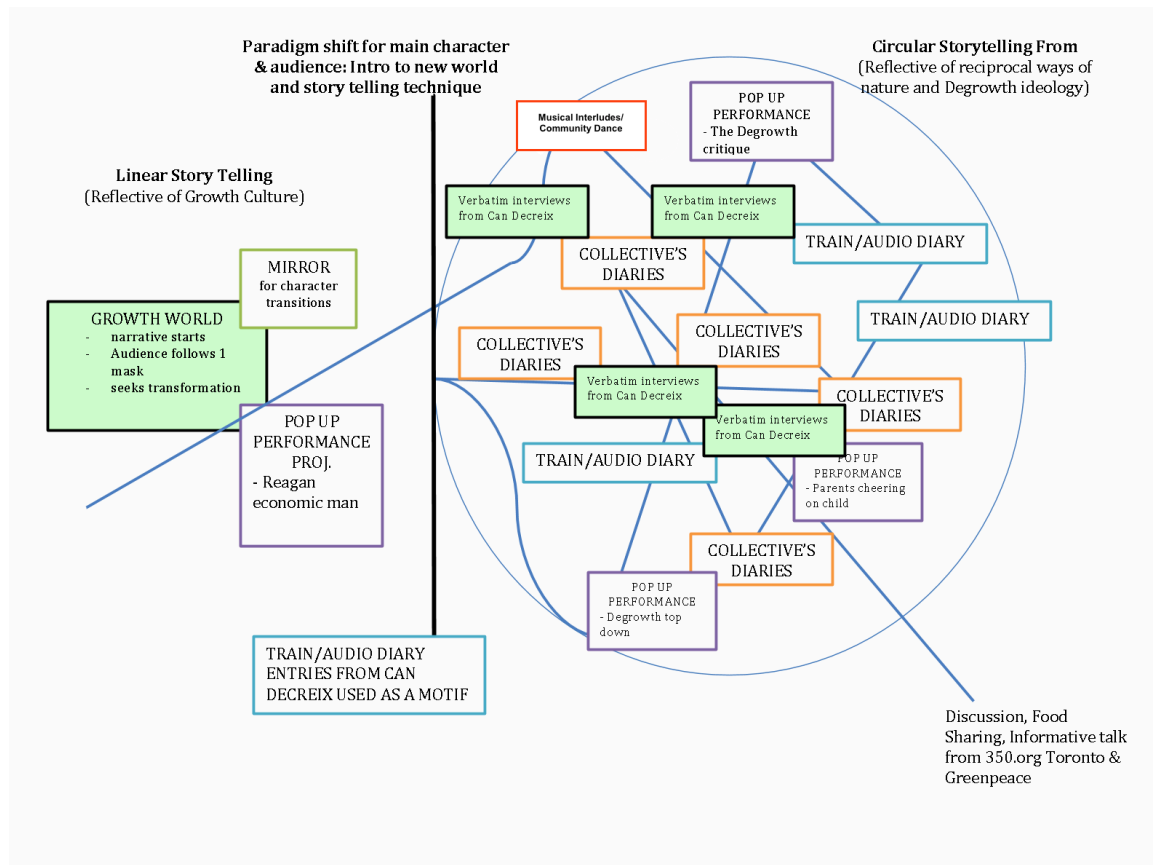 Paradigm shift for main character
& audience: Intro to new world
and story telling technique
Circular Storytelling From
(Reflective of reciprocal ways of
nature and Degrowth ideology)
Linear Story Telling
(Reflective of Growth Culture)
MIRROR
for character
transitions
GROWTH WORLD
- narrative starts
- Audience follows 1
mask
- seeks transformation
POP UP
PERFORMANCE
PROJ.
- Reagan
economic man
TRAIN/AUDIO DIARY
ENTRIES FROM CAN
DECREIX USED AS A MOTIF
Musical Interludes/
Community Dance
POP UP
PERFORMANCE
- The Degrowth
critique
Verbatim interviews
from Can Decreix
Verbatim interviews
from Can Decreix
TRAIN/AUDIO DIARY
COLLECTIVE'S
DIARIES
TRAIN/AUDIO DIARY
COLLECTIVE'S
DIARIES
COLLECTIVE'S
DIARIES
Verbatim interviews
from Can Decreix
COLLECTIVE'S
DIARIES
Verbatim interviews
from Can Decreix
TRAIN/AUDIO DIARY
POP UP
PERFORMANCE
- Parents cheering
on child
COLLECTIVE'S
DIARIES
POP UP
PERFORMANCE
- Degrowth top
down
Discussion, Food
Sharing, Informative talk
from 350.org Toronto &
Greenpeace